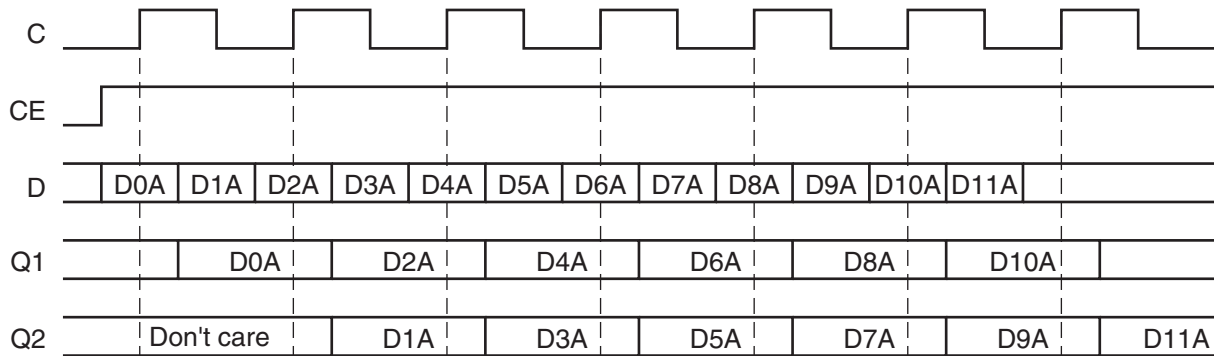 C
CE
D D0A D1A D2A D3A D4A D5A D6A D7A D8A D9A D10A D11A
Q1 D0A D2A D4A D6A D8A D10A
Q2 Don't care D1A D3A D5A D7A D9A D11A